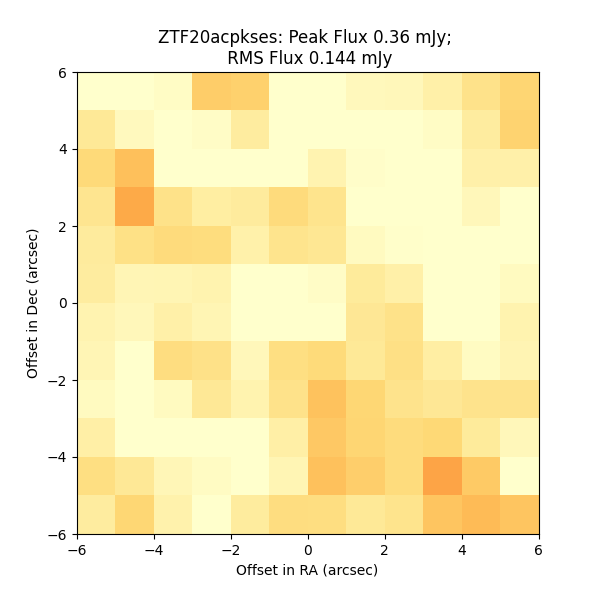 ZTF20acpkses: Peak Flux 0.36 mJy;
RMS Flux 0.144 mJy
6
4
2
0
−2
−4
−6
Offset in Dec (arcsec)
−6 −4 −2 0 2 4 6
Offset in RA (arcsec)